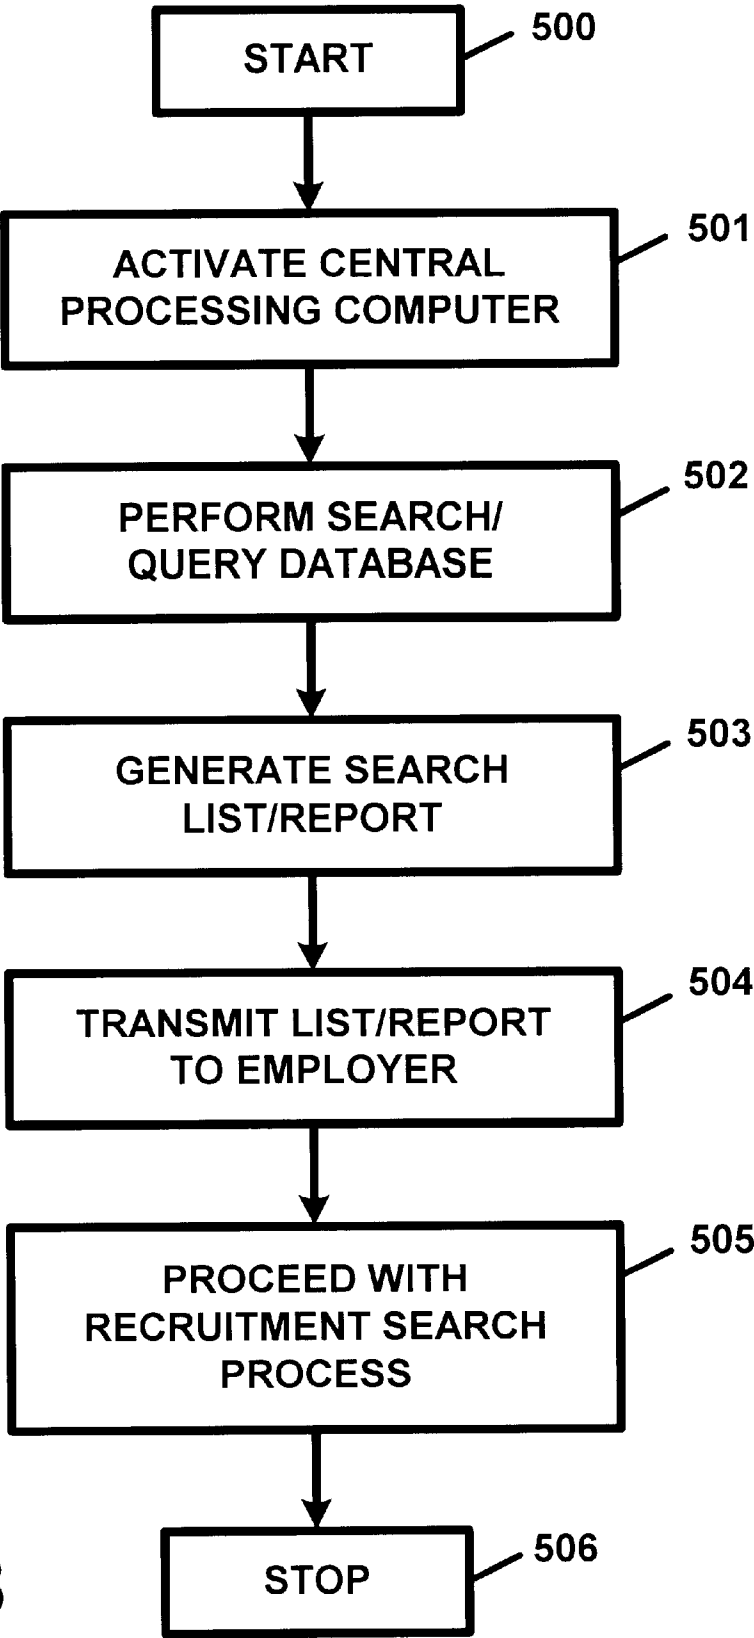 START
500
ACTIVATE CENTRAL
PROCESSING COMPUTER
501
PERFORM SEARCH/
QUERY DATABASE
502
GENERATE SEARCH
LIST/REPORT
503
TRANSMIT LIST/REPORT
TO EMPLOYER
504
PROCEED WITH
RECRUITMENT SEARCH
PROCESS
505
STOP
506